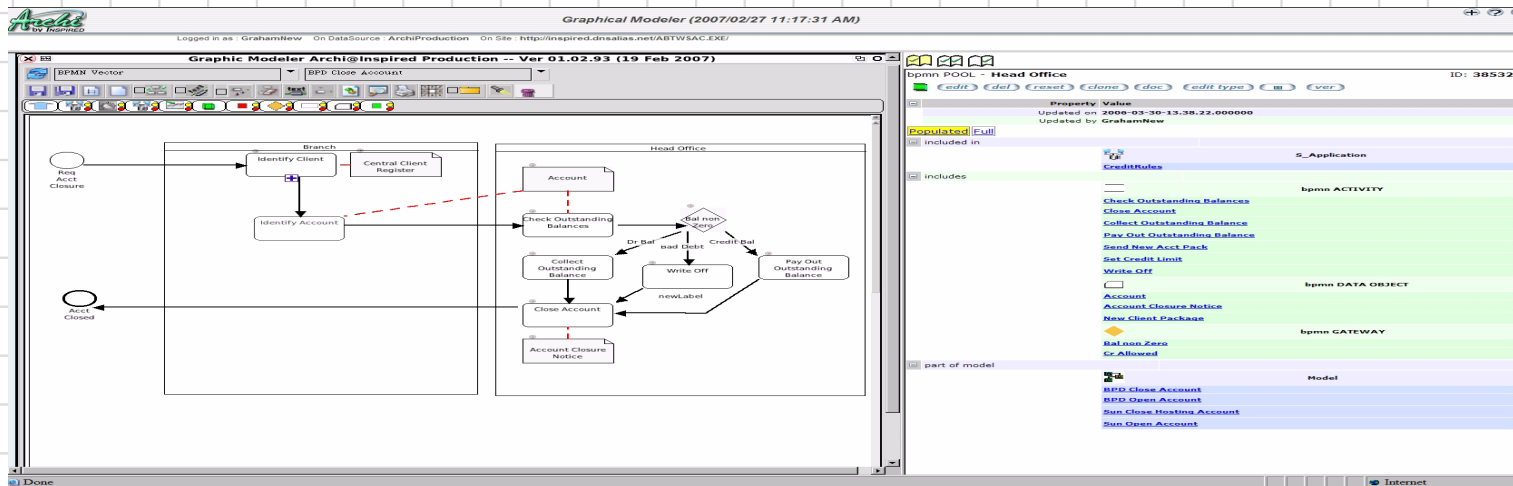 Archi
by INSPIRED
Graphical Modeler (2007/02/27 11:17:31 AM)
Logged in as : GrahamNew On DataSource : ArchiProduction On Site : http://inspired.dnsalias.net/ABTWSAC.EXE/
Graphic Modeler Archi@Inspired Production -- Ver 01.02.93 (19 Feb 2007)
BPMN Vector
BPD Close Account
Branch
Head Office
Req
Acct
Closure
Identify Client
Central Client
Register
Account
Identify Account
Check Outstanding
Balances
Bal non
Zero
Dr Bal
Bad Debt
Credit Bal
Collect
Outstanding
Balance
Write Off
Pay Out
Outstanding
Balance
newLabel
Acct
Closed
Close Account
Account Closure
Notice
bpmn POOL - Head Office
ID: 38532
(edit) (del) (reset) (clone) (doc) (edit type) (ver)
Property Value
Updated on 2006-03-30-13.38.22.000000
Updated by GrahamNew
Populated Full
included in
S_Application
CreditRules
includes
bpmn ACTIVITY
Check Outstanding Balances
Close Account
Collect Outstanding Balance
Pay Out Outstanding Balance
Send New Acct Pack
Set Credit Limit
Write Off
bpmn DATA OBJECT
Account
Account Closure Notice
New Client Package
bpmn GATEWAY
Bal non Zero
Cr Allowed
part of model
Model
BPD Close Account
BPD Open Account
Sun Close Hosting Account
Sun Open Account
Done
Internet